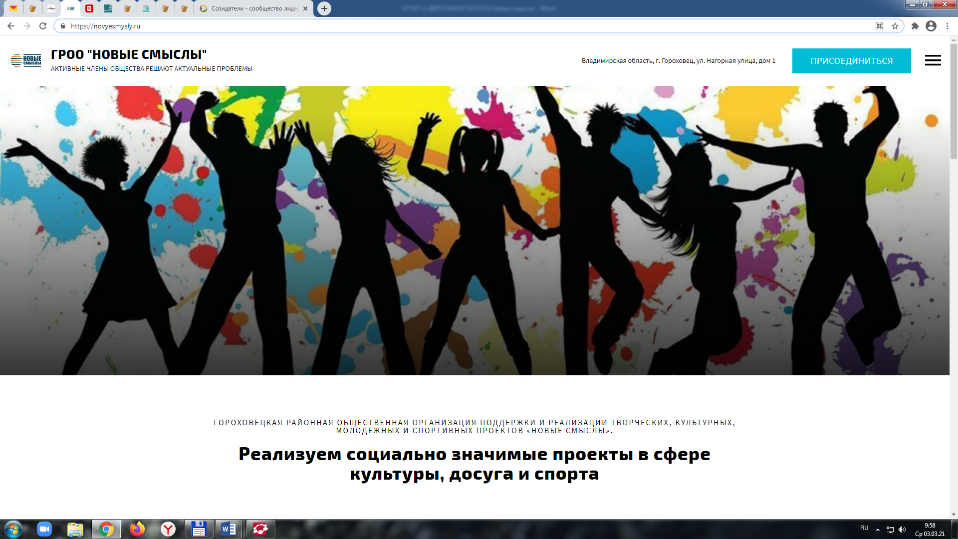 Созидатели - сообщество лидер
https://novyesmysly.ru
НОВЫЕ
СМЫСЛЫ
ГРОО "НОВЫЕ СМЫСЛЫ"
АКТИВНЫЕ ЧЛЕНЫ ОБЩЕСТВА РЕШАЮТ АКТУАЛЬНЫЕ ПРОБЛЕМЫ
Владимирская область, г. Гороховец, ул. Нагорная улица, дом 1
ПРИСОЕДИНИТЬСЯ
ГОРОХОВЕЦКАЯ РАЙОННАЯ ОБЩЕСТВЕННАЯ ОРГАНИЗАЦИЯ ПОДДЕРЖКИ И РЕАЛИЗАЦИИ ТВОРЧЕСКИХ, КУЛЬТУРНЫХ,
МОЛОДЕЖНЫХ И СПОРТИВНЫХ ПРОЕКТОВ «НОВЫЕ СМЫСЛЫ».
Реализуем социально значимые проекты в сфере
культуры, досуга и спорта
RU
9:58
Ср 03.03.21